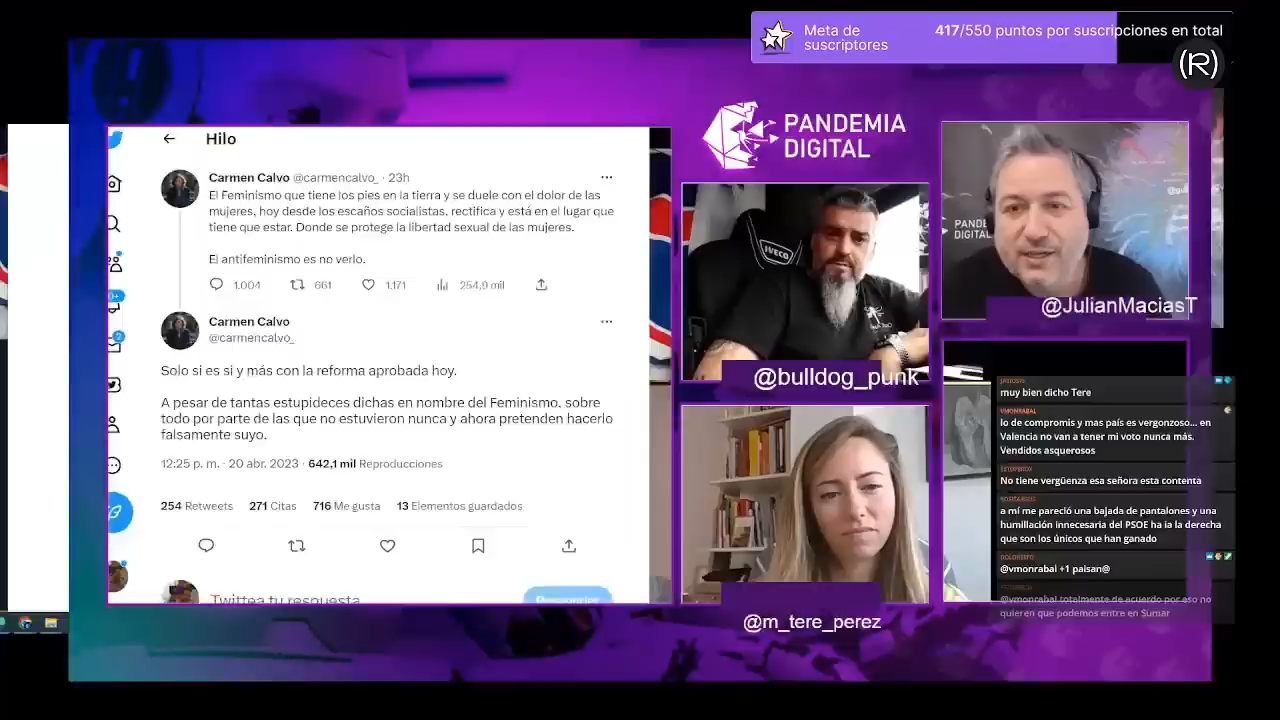 Meta de
suscriptores
417/550 puntos por suscripciones en total
(R)
Hilo
Carmen Calvo @carmencalvo_ · 23h
El Feminismo que tiene los pies en la tierra y se duele con el dolor de las
mujeres, hoy desde los escaños socialistas, rectifica y está en el lugar que
tiene que estar. Donde se protege la libertad sexual de las mujeres.
El antifeminismo es no verlo.
1.004 661 1.171 254,9 mil
Carmen Calvo
@carmencalvo_
Solo si es si y más con la reforma aprobada hoy.
A pesar de tantas estupideces dichas en nombre del Feminismo, sobre
todo por parte de las que no estuvieron nunca y ahora pretenden hacerlo
falsamente suyo.
12:25 p. m. · 20 abr. 2023 · 642,1 mil Reproducciones
254 Retweets 271 Citas 716 Me gusta 13 Elementos guardados
Twittea tu respuesta
Responder
PANDEMIA
DIGITAL
IVECO
@bulldog_punk
PANDE
DIGITAL
@JulianMaciasT
@m_tere_perez
muy bien dicho Tere
VMONRABAL
lo de compromis y mas país es vergonzoso... en
Valencia no van a tener mi voto nunca más.
Vendidos asquerosos
No tiene vergüenza esa señora esta contenta
a mí me pareció una bajada de pantalones y una
humillación innecesaria del PSOE ha ia la derecha
que son los únicos que han ganado
@vmonrabal +1 paisan@
@vmonrabal totalmente de acuerdo por eso no
quieren que podemos entre en Sumar